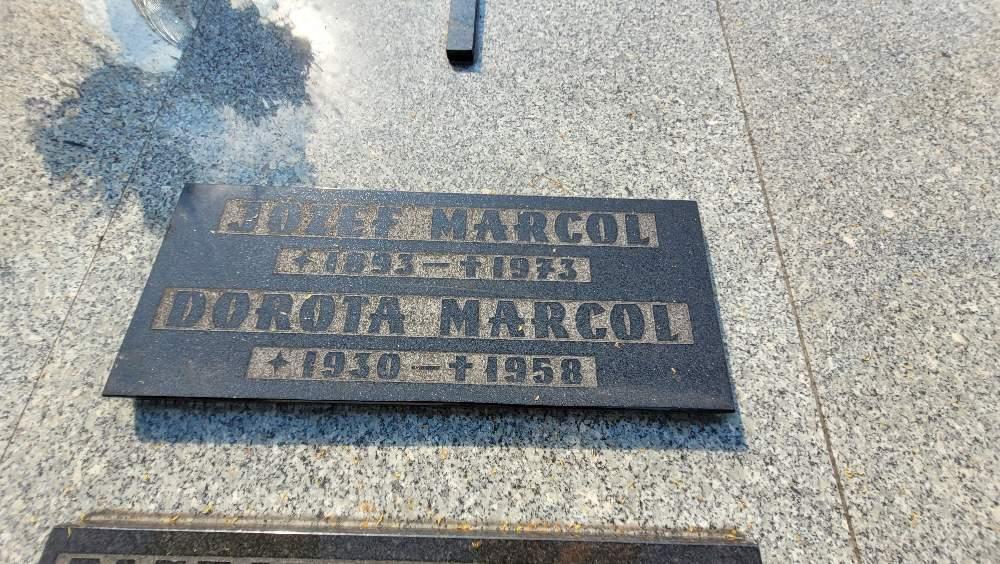 JOZEF MARCOL
✦ 1893 – ✝ 1973
DOROTA MARCOL
✦ 1930 – ✝ 1958